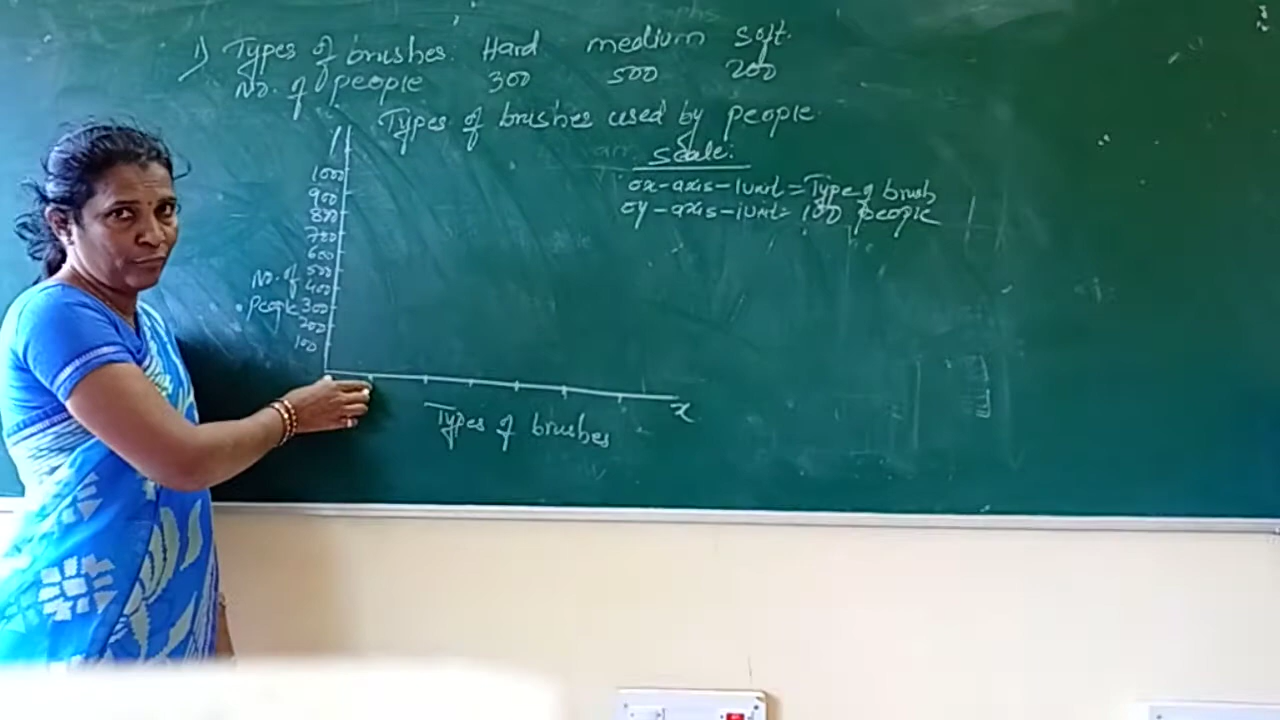 1) Types of brushes: Hard medium soft.
No. of people 300 500 200
Types of brushes used by people.
Scale:
ox-axis-1unit=Type of brush
oy-axis-1unit= 100 people
1000
900
800
700
600
500
400
300
200
100
No. of
People
x
Types of brushes